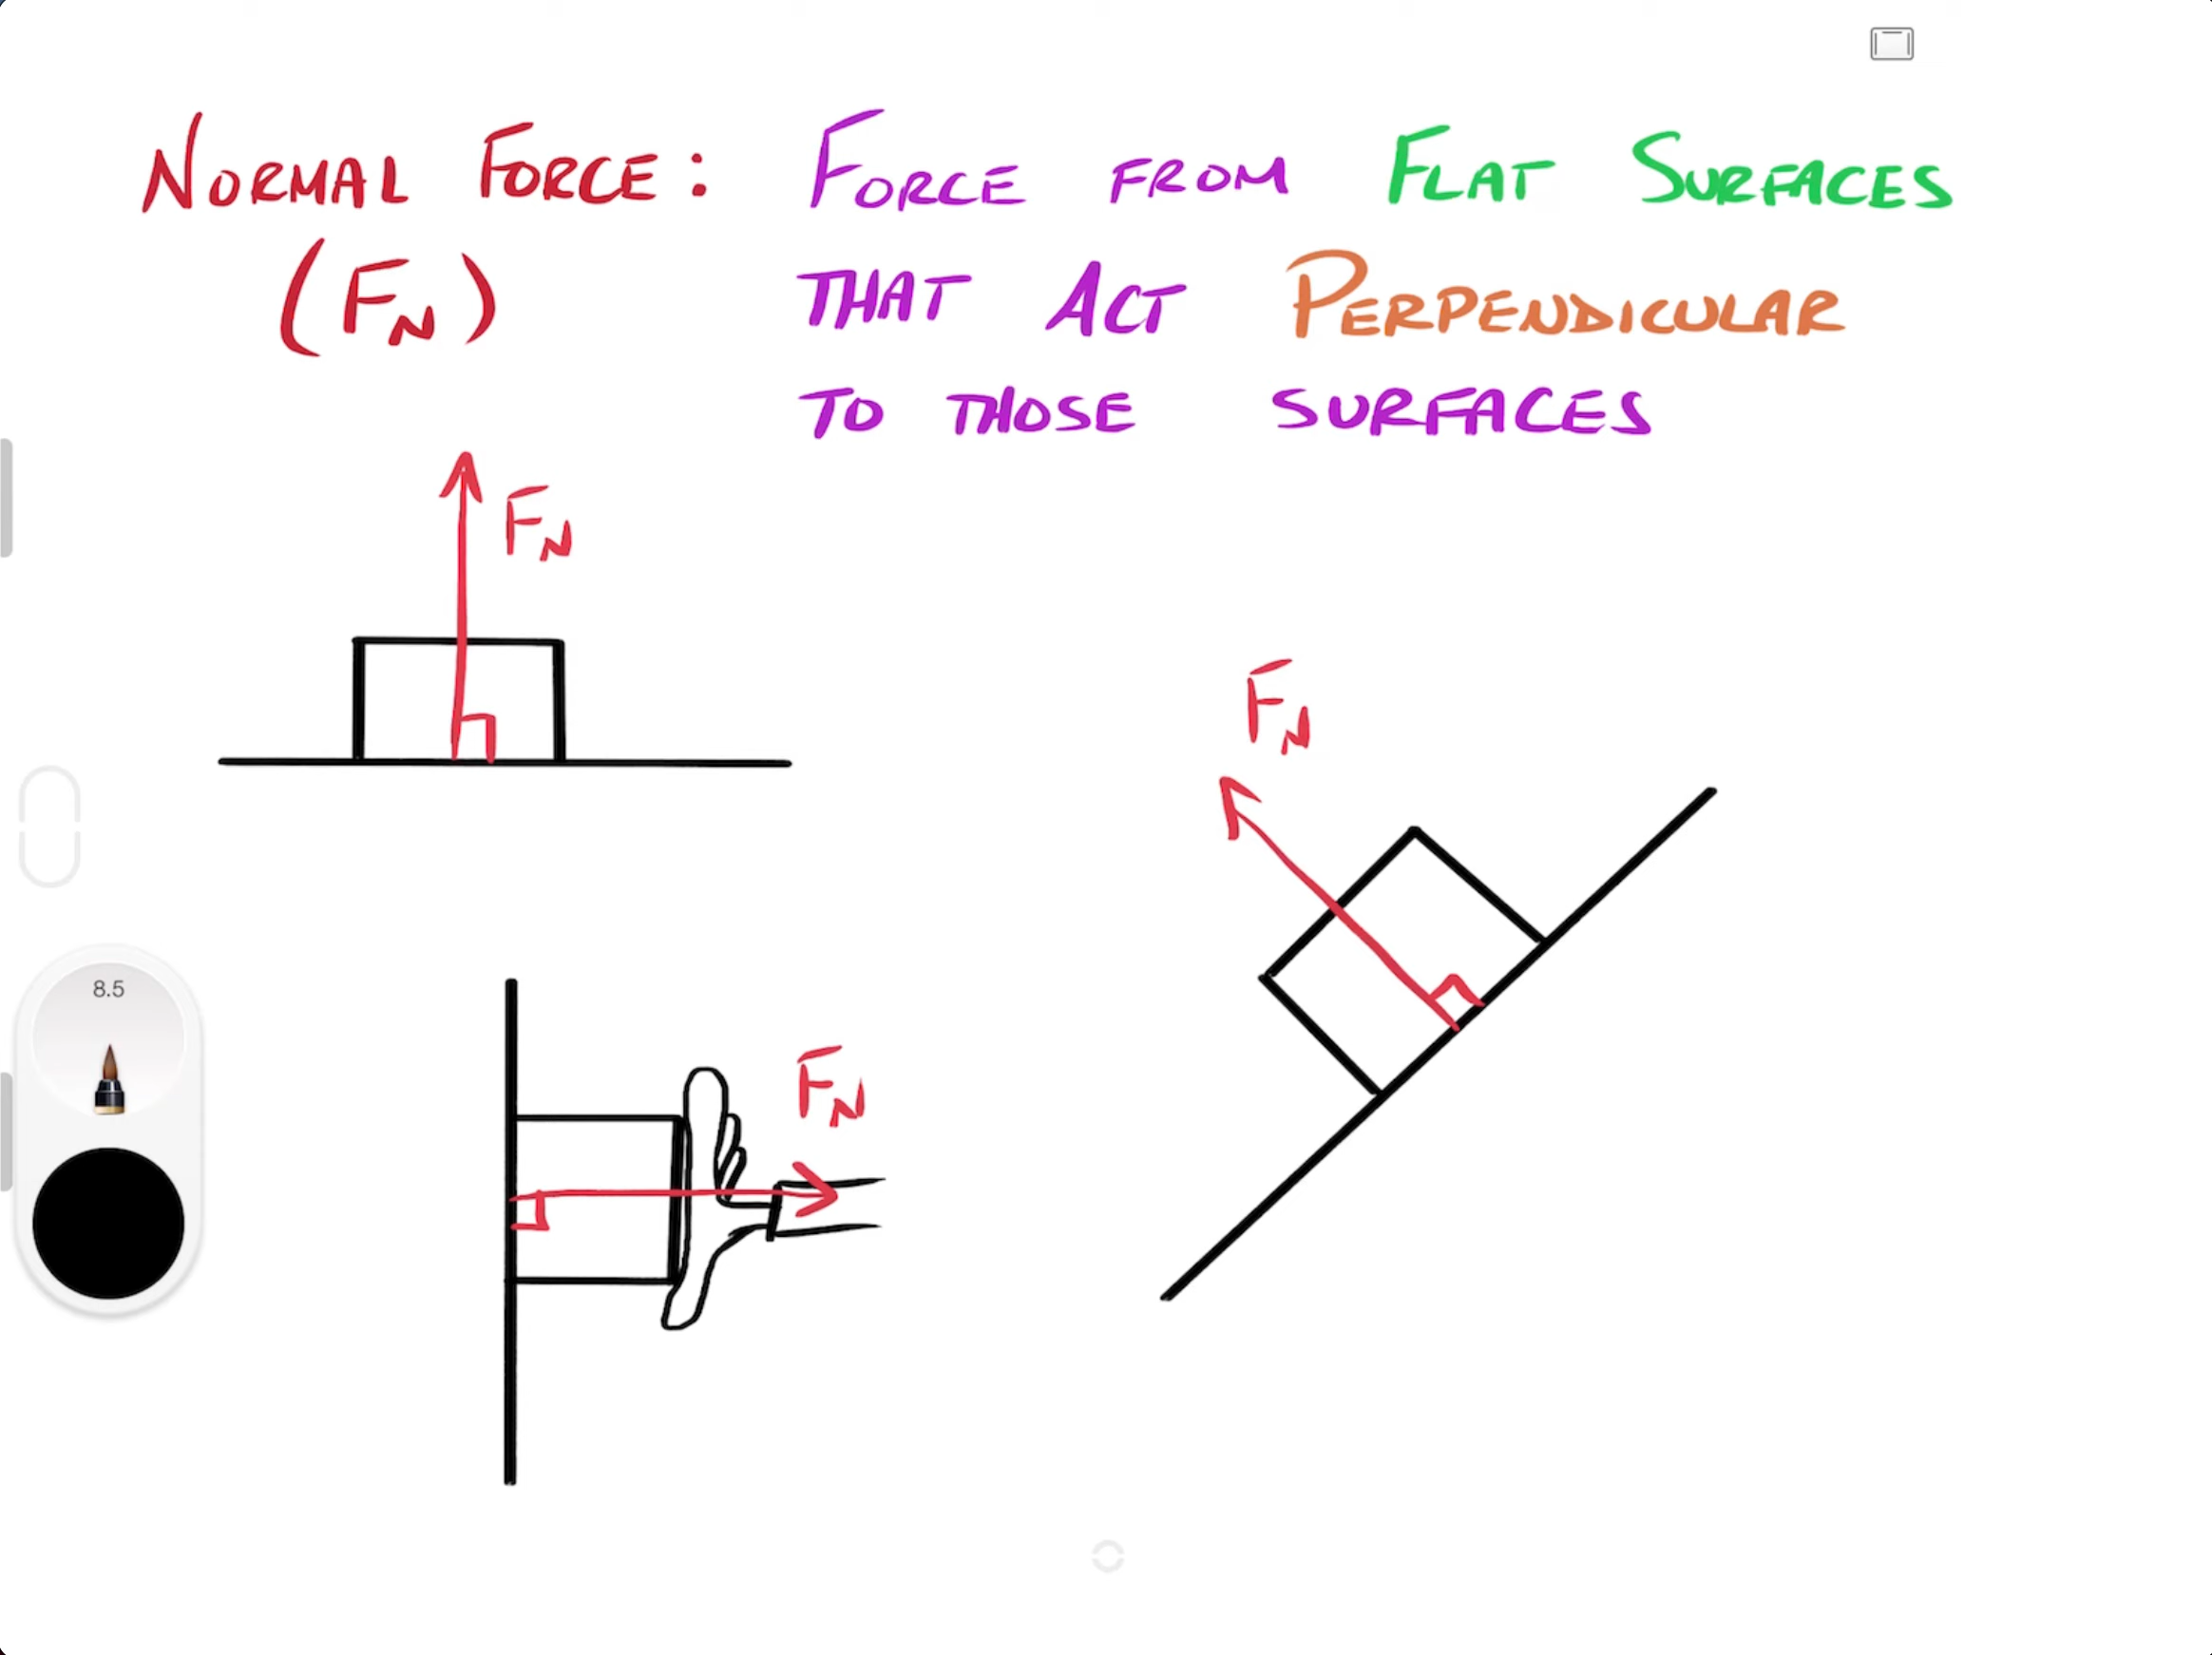 NORMAL FORCE: FORCE FROM FLAT SURFACES
(FN) THAT ACT PERPENDICULAR
TO THOSE SURFACES
FN
FN
FN
8.5